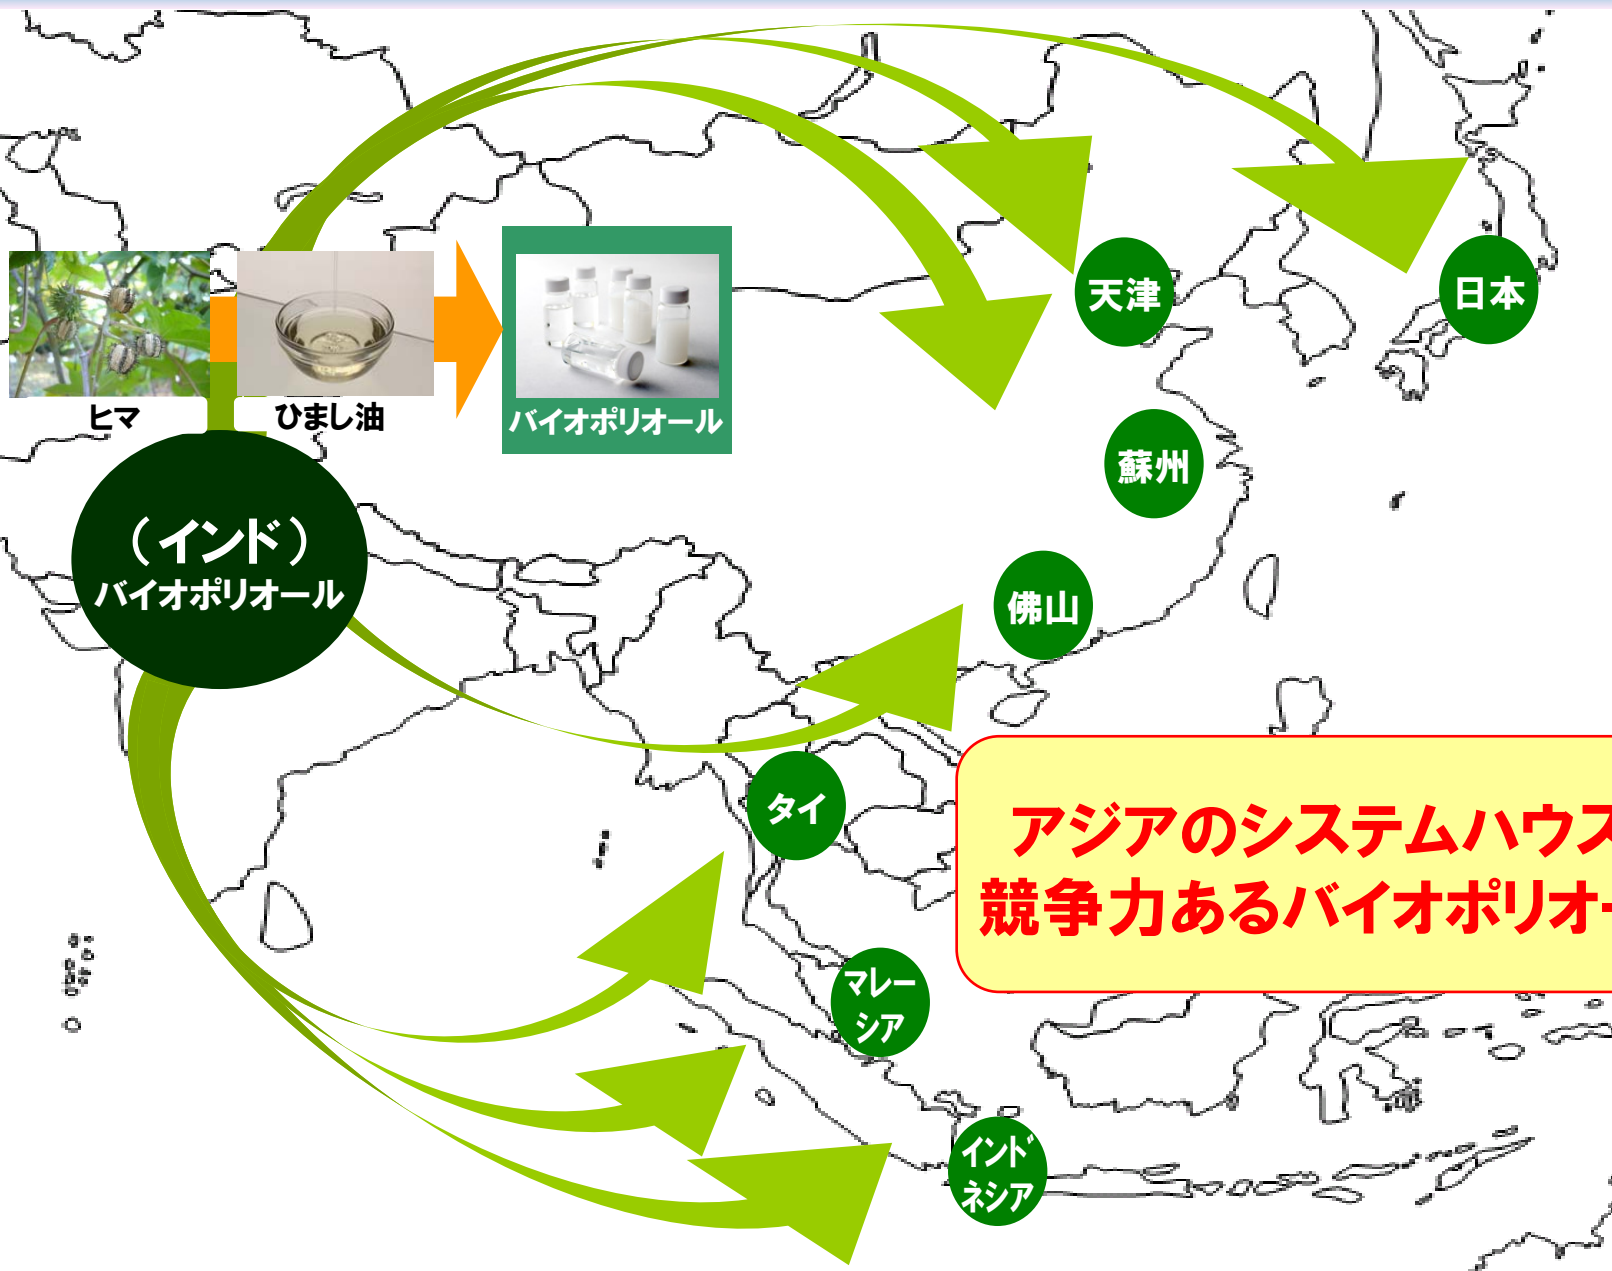 ヒマ
ひまし油
バイオポリオール
（インド）
バイオポリオール
天津
日本
蘇州
佛山
タイ
マレー
シア
インド
ネシア
アジアのシステムハウス
競争力あるバイオポリオー